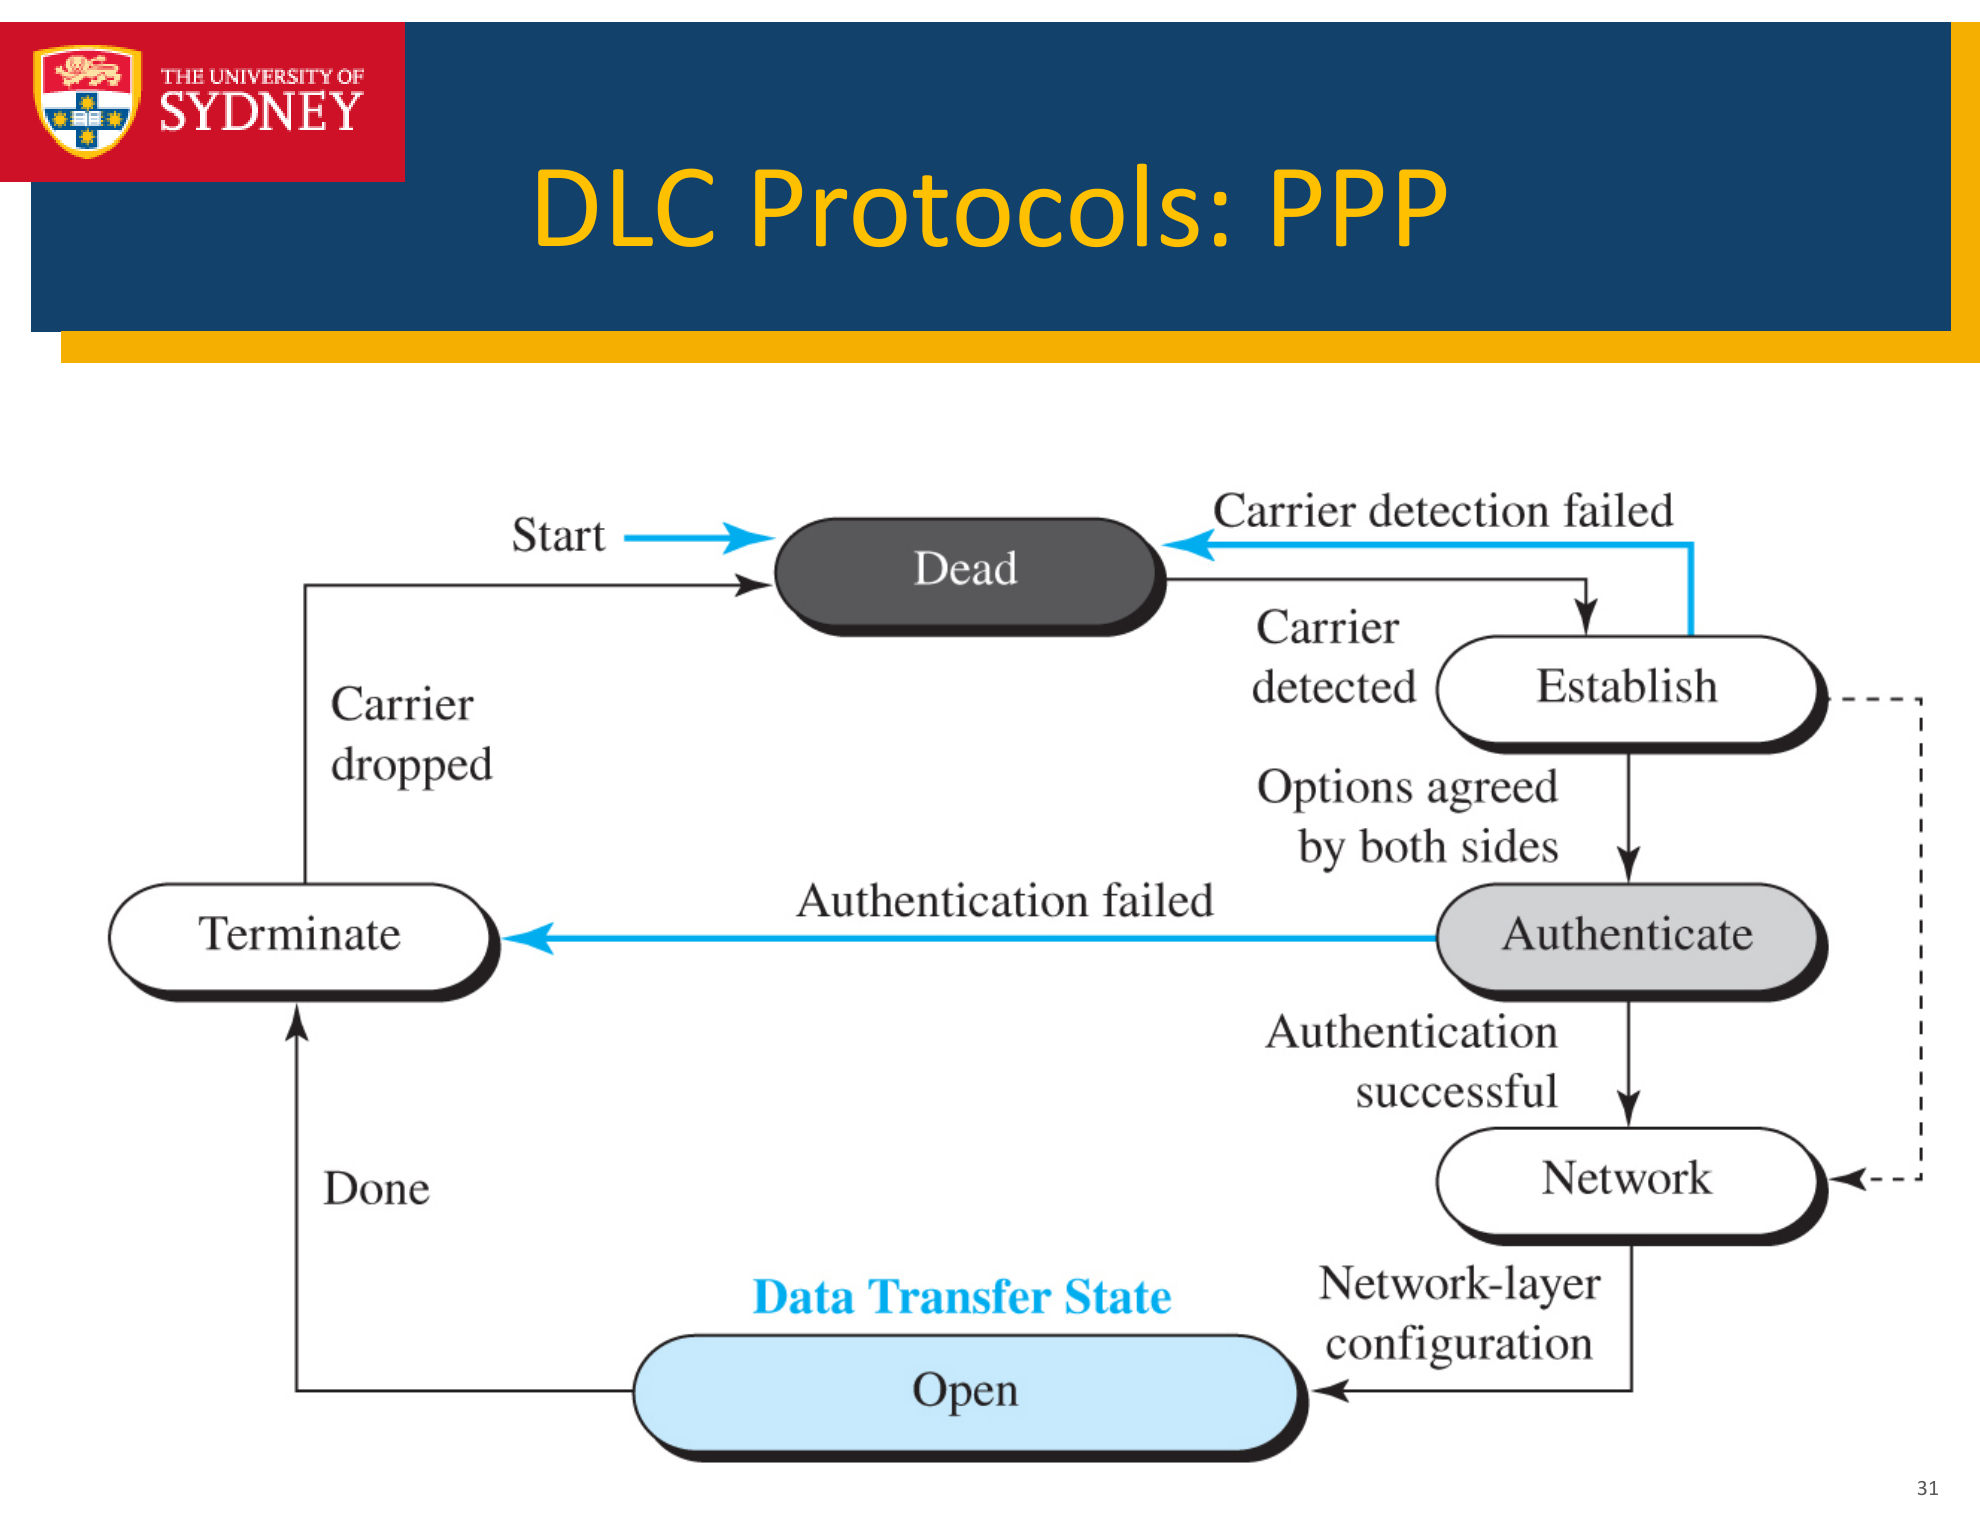 THE UNIVERSITY OF
SYDNEY
DLC Protocols: PPP
Carrier detection failed
Start
Dead
Carrier
detected
Establish
Carrier
dropped
Options agreed
by both sides
Authentication failed
Terminate
Authenticate
Authentication
successful
Network
Done
Network-layer
configuration
Data Transfer State
Open
31